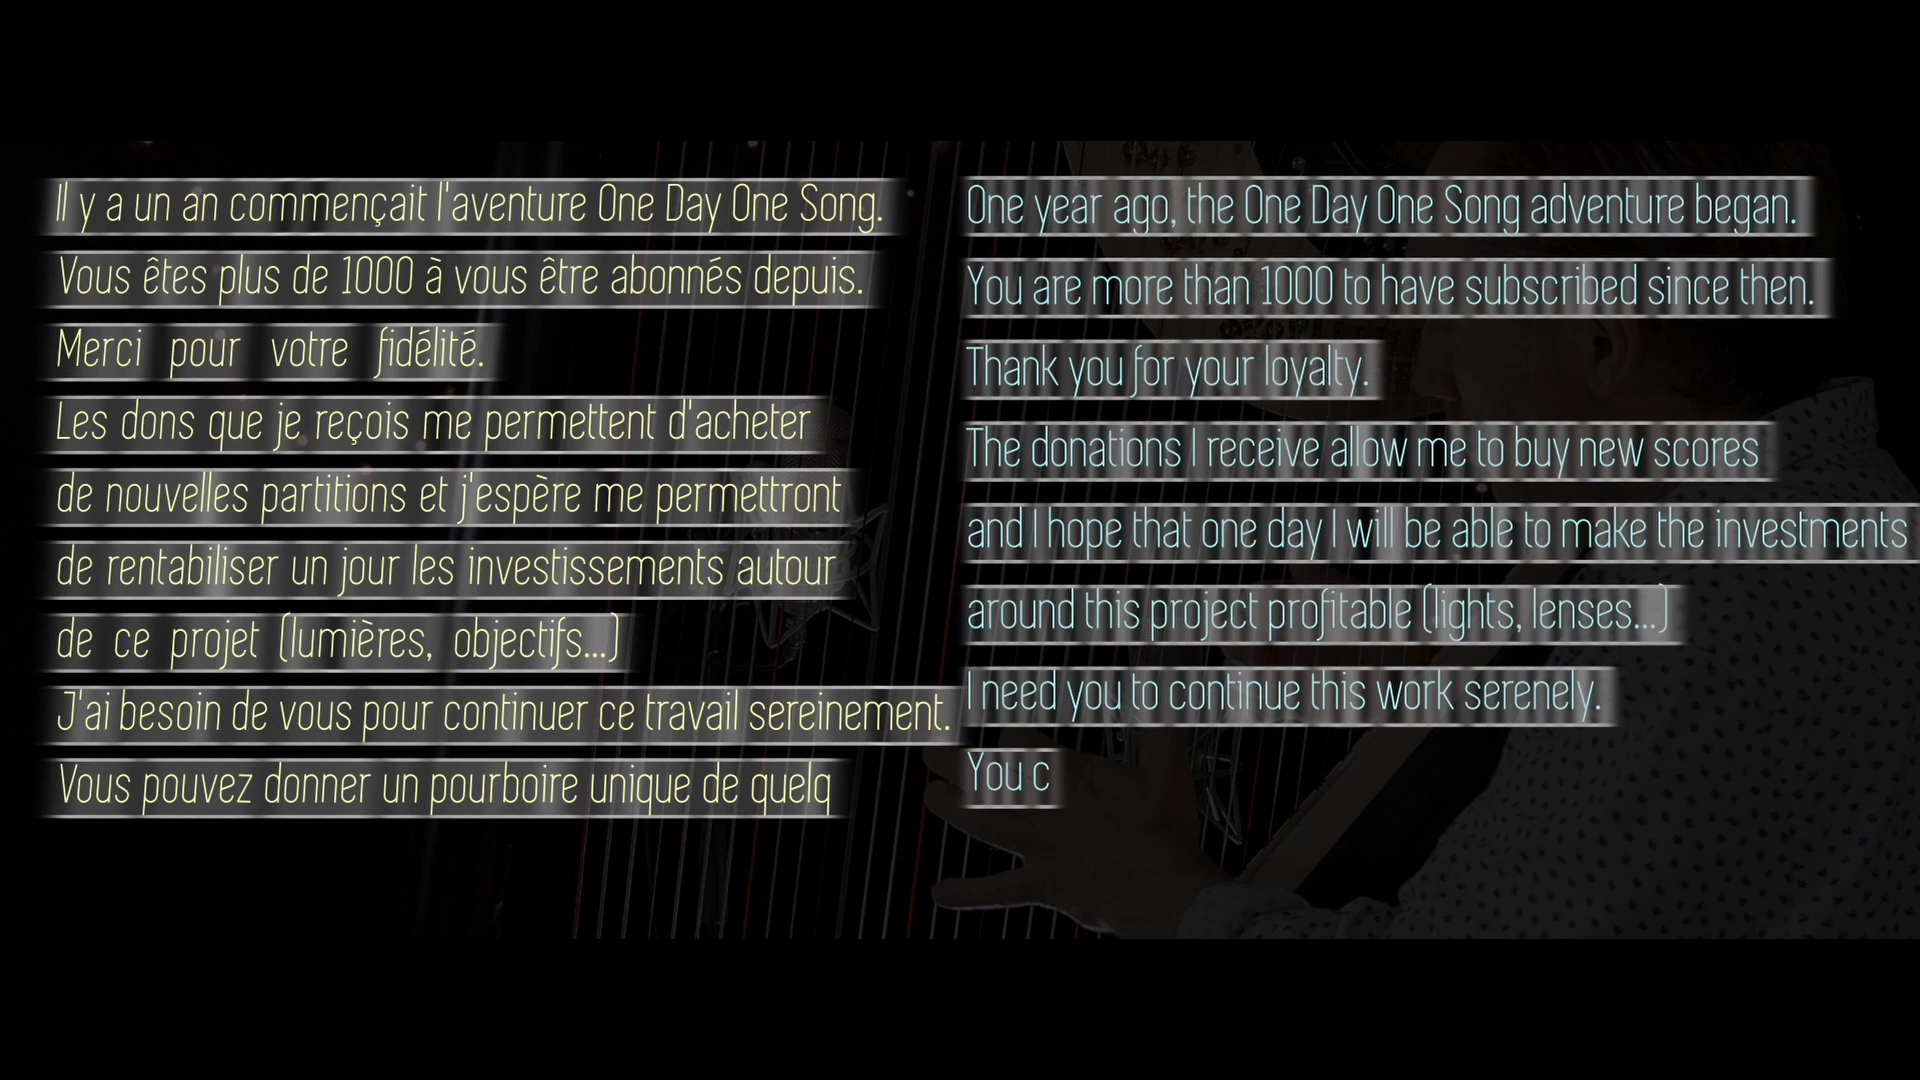 Il y a un an commençait l'aventure One Day One Song.
Vous êtes plus de 1000 à vous être abonnés depuis.
Merci pour votre fidélité.
Les dons que je reçois me permettent d'acheter
de nouvelles partitions et j'espère me permettront
de rentabiliser un jour les investissements autour
de ce projet (lumières, objectifs...)
J'ai besoin de vous pour continuer ce travail sereinement.
Vous pouvez donner un pourboire unique de quelq
One year ago, the One Day One Song adventure began.
You are more than 1000 to have subscribed since then.
Thank you for your loyalty.
The donations I receive allow me to buy new scores
and I hope that one day I will be able to make the investments
around this project profitable (lights, lenses...)
I need you to continue this work serenely.
You c